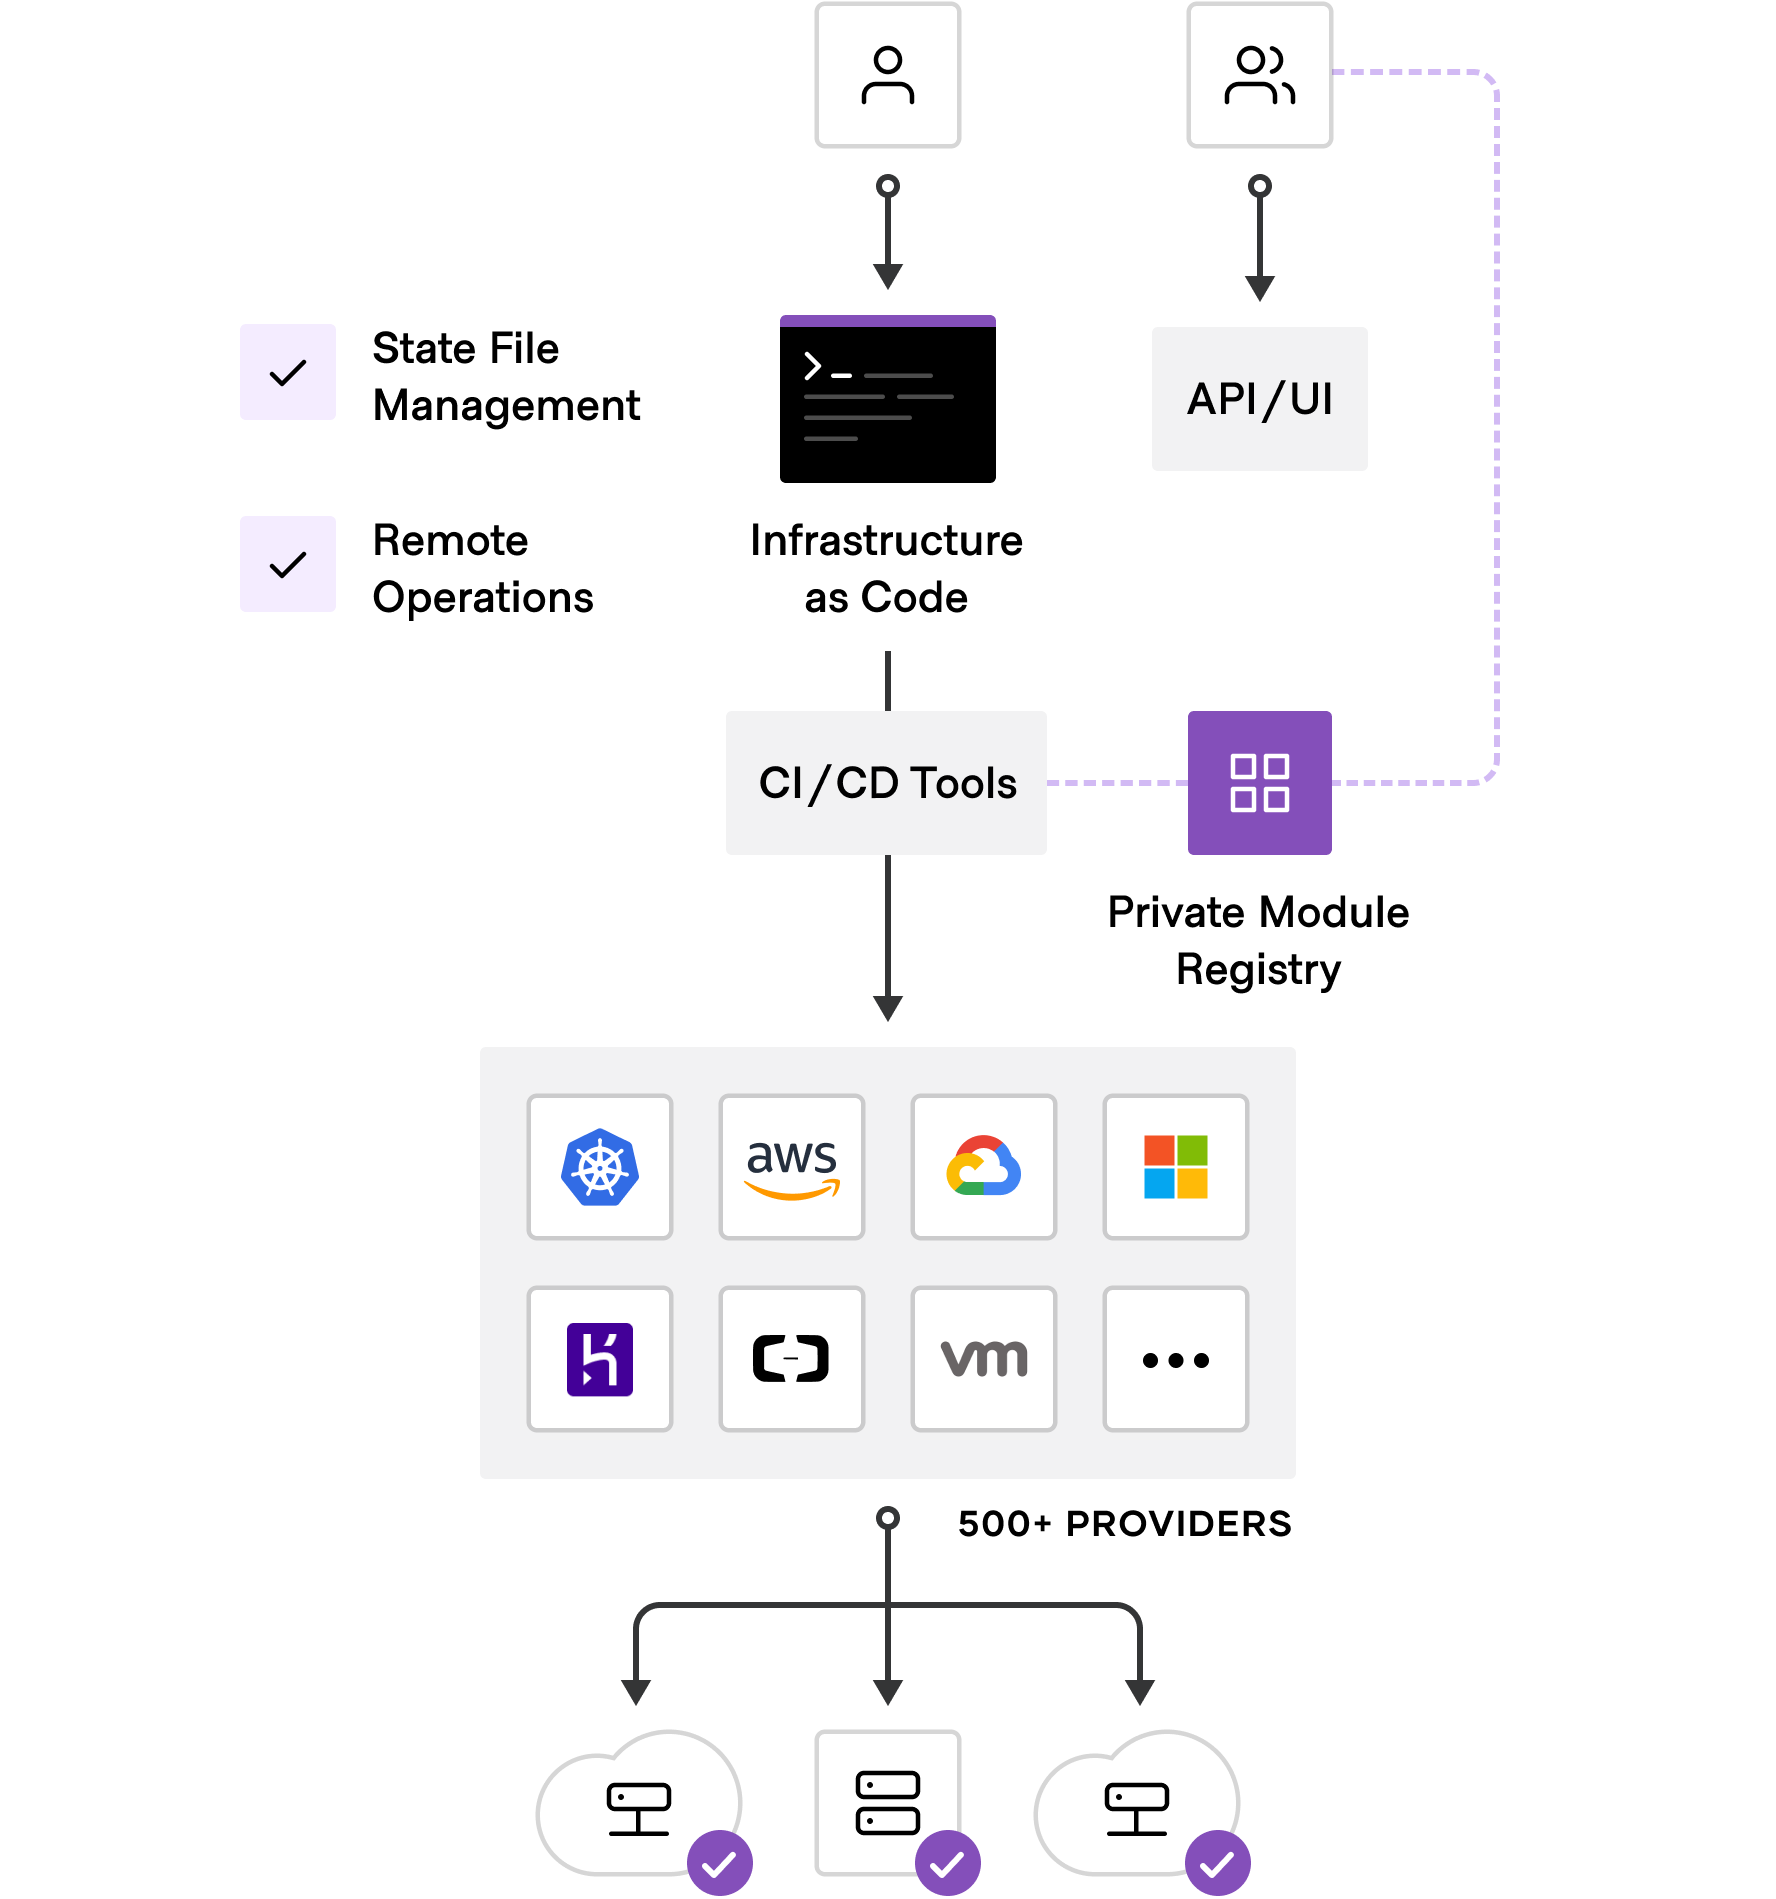 State File
Management
Remote
Operations
Infrastructure
as Code
API/UI
CI/CD Tools
Private Module
Registry
aws
vm
500+ PROVIDERS